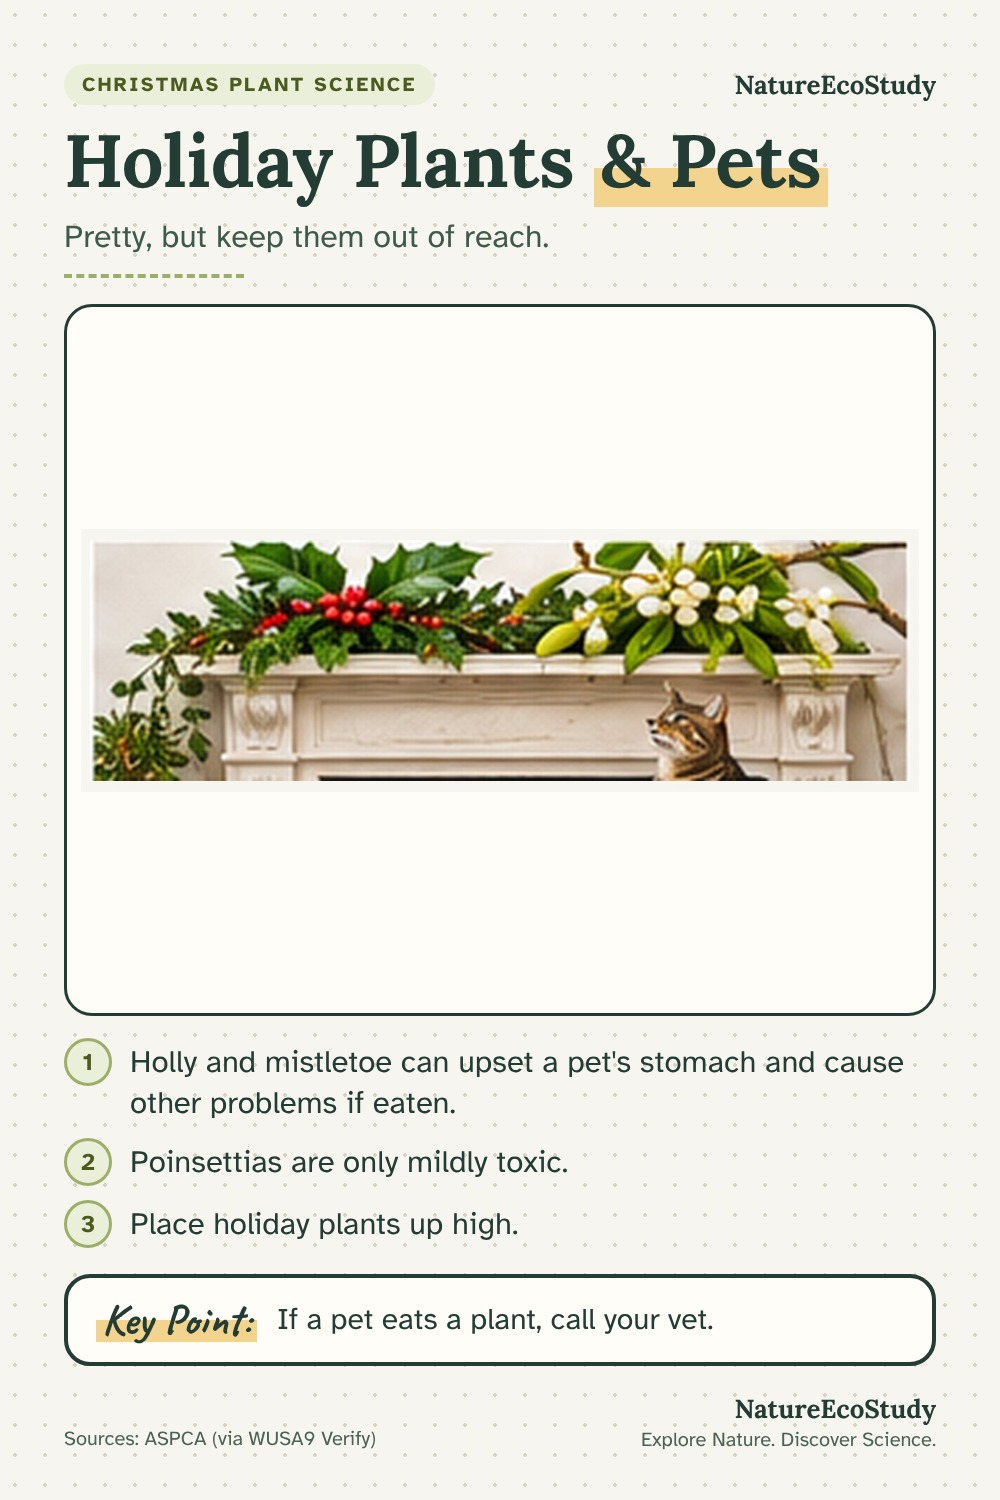 CHRISTMAS PLANT SCIENCE
NatureEcoStudy
Holiday Plants & Pets
Pretty, but keep them out of reach.
1 Holly and mistletoe can upset a pet's stomach and cause
other problems if eaten.
2 Poinsettias are only mildly toxic.
3 Place holiday plants up high.
Key Point: If a pet eats a plant, call your vet.
Sources: ASPCA (via WUSA9 Verify)
NatureEcoStudy
Explore Nature. Discover Science.